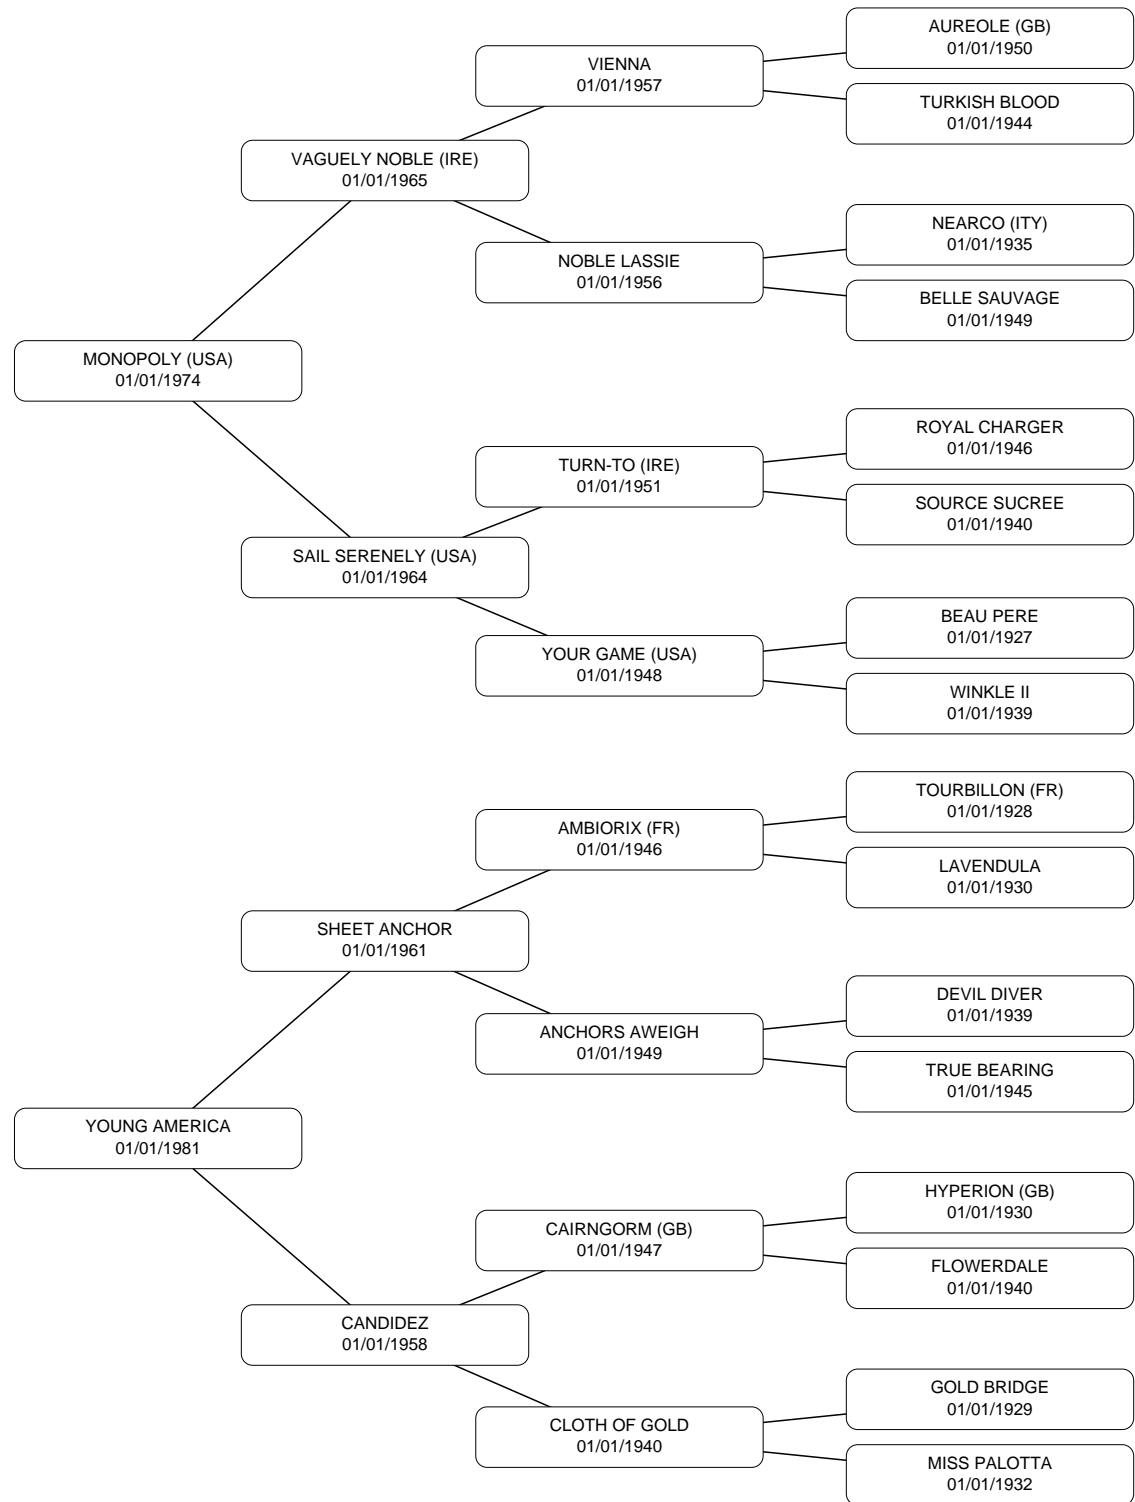 AUREOLE (GB)
01/01/1950
VIENNA
01/01/1957
TURKISH BLOOD
01/01/1944
VAGUELY NOBLE (IRE)
01/01/1965
NEARCO (ITY)
01/01/1935
NOBLE LASSIE
01/01/1956
BELLE SAUVAGE
01/01/1949
MONOPOLY (USA)
01/01/1974
ROYAL CHARGER
01/01/1946
TURN-TO (IRE)
01/01/1951
SOURCE SUCREE
01/01/1940
SAIL SERENELY (USA)
01/01/1964
BEAU PERE
01/01/1927
YOUR GAME (USA)
01/01/1948
WINKLE II
01/01/1939
TOURBILLON (FR)
01/01/1928
AMBIORIX (FR)
01/01/1946
LAVENDULA
01/01/1930
SHEET ANCHOR
01/01/1961
DEVIL DIVER
01/01/1939
ANCHORS AWEIGH
01/01/1949
TRUE BEARING
01/01/1945
YOUNG AMERICA
01/01/1981
HYPERION (GB)
01/01/1930
CAIRNGORM (GB)
01/01/1947
FLOWERDALE
01/01/1940
CANDIDEZ
01/01/1958
GOLD BRIDGE
01/01/1929
CLOTH OF GOLD
01/01/1940
MISS PALOTTA
01/01/1932